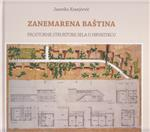 Jasenka Kranjčević
ZANEMARENA BAŠTINA
PROSTORNE STRUKTURE SELA U HRVATSKOJ